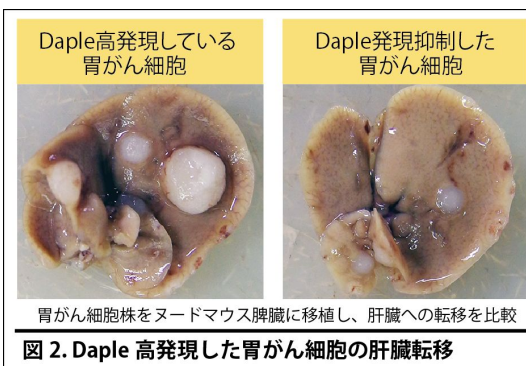 Daple高発現している
胃がん細胞
Daple発現抑制した
胃がん細胞
胃がん細胞株をヌードマウス脾臓に移植し、肝臓への転移を比較
図 2. Daple 高発現した胃がん細胞の肝臓転移